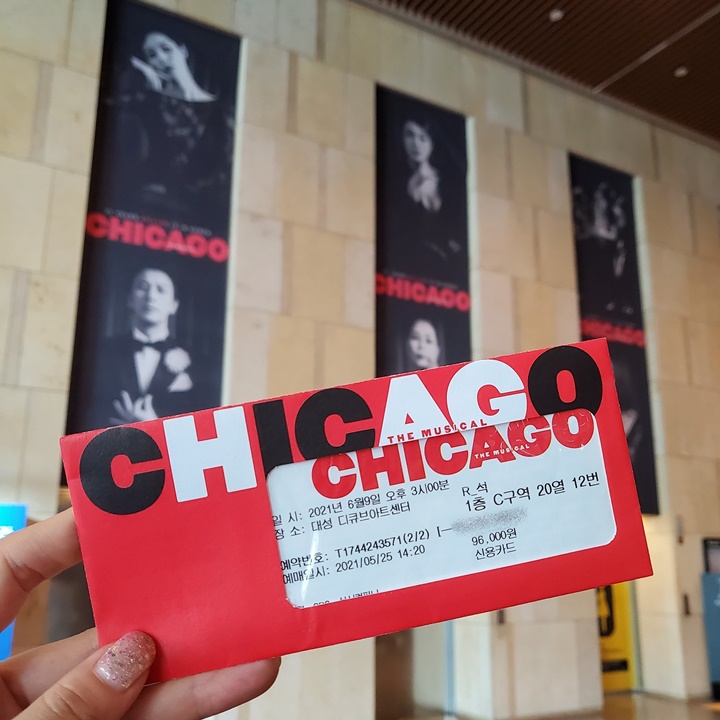 CHICAGO
CHICAGO
CHICAGO
CHICAGO
THE MUSICAL
CHICAGO
THE MUSICAL
일 시: 2021년 6월9일 오후 3시00분
장 소: 대성 디큐브아트센터
R_석
1층 C구역 20열 12번
예약번호: T1744243571(2/2)
예매일시: 2021/05/25 14:20
96,000원
신용카드